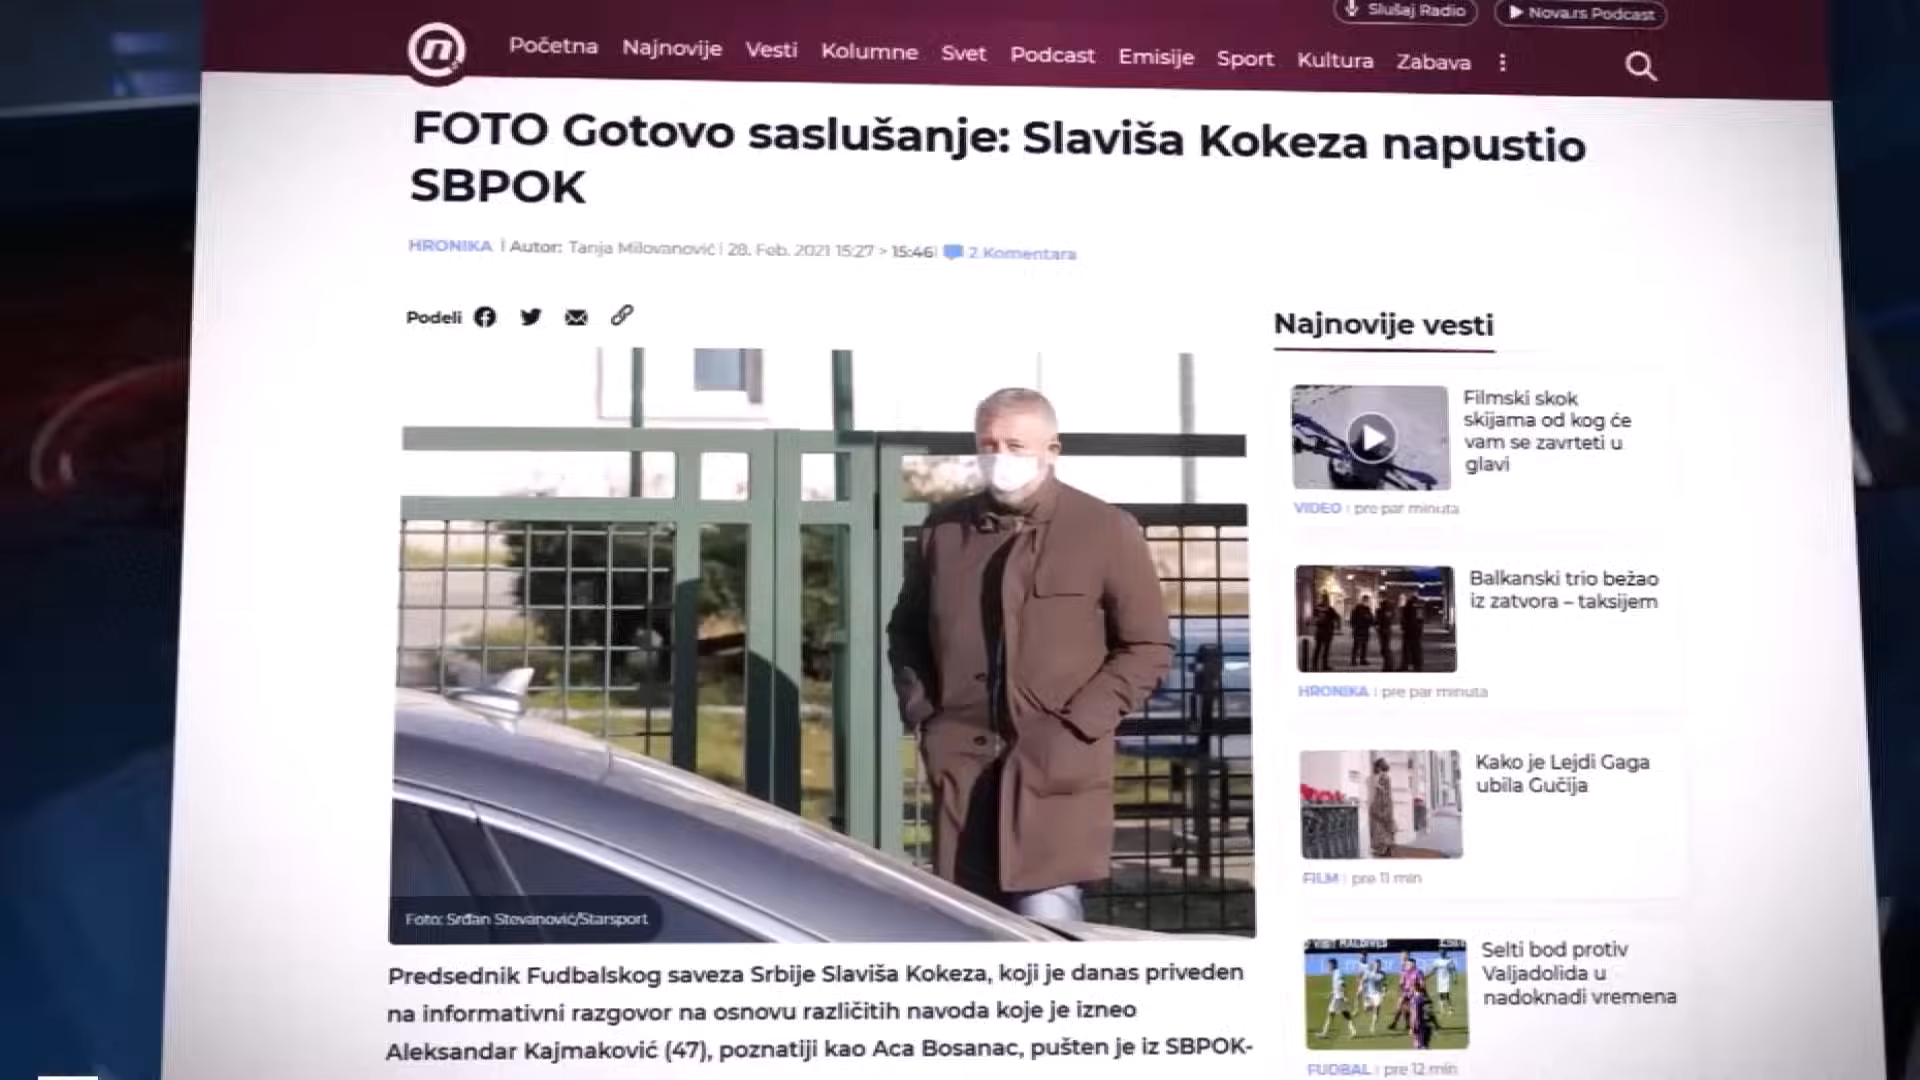 Slušaj Radio
Nova.rs Podcast
n
Početna Najnovije Vesti Kolumne Svet Podcast Emisije Sport Kultura Zabava
FOTO Gotovo saslušanje: Slaviša Kokeza napustio
SBPOK
HRONIKA | Autor: Tanja Milovanović | 28. Feb. 2021 15:27 > 15:46 | 2 Komentara
Podeli
Foto: Srđan Stevanović/Starsport
Predsednik Fudbalskog saveza Srbije Slaviša Kokeza, koji je danas priveden
na informativni razgovor na osnovu različitih navoda koje je izneo
Aleksandar Kajmaković (47), poznatiji kao Aca Bosanac, pušten je iz SBPOK-
Najnovije vesti
Filmski skok
skijama od kog će
vam se zavrteti u
glavi
VIDEO | pre par minuta
Balkanski trio bežao
iz zatvora – taksijem
HRONIKA | pre par minuta
Kako je Lejdi Gaga
ubila Gučija
FILM | pre 11 min
VISIT MALDIVES
Selti bod protiv
Valjadolida u
nadoknadi vremena
FUDBAL | pre 12 min